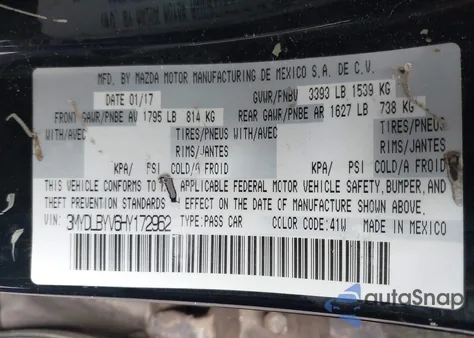 MFD. BY MAZDA MOTOR MANUFACTURING DE MEXICO S.A. DE C.V.
DATE 01/17 GVWR/PNBV 3393 LB 1539 KG
FRONT GAWR/PNBE AV 1795 LB 814 KG REAR GAWR/PNBE AR 1627 LB 738 KG
WITH/AVEC TIRES/PNEUS WITH/AVEC TIRES/PNEUS
RIMS/JANTES RIMS/JANTES
KPA/ PSI COLD/A FROID KPA/ PSI COLD/A FROID
THIS VEHICLE CONFORMS TO APPLICABLE FEDERAL MOTOR VEHICLE SAFETY, BUMPER, AND
THEFT PREVENTION STANDARDS EFFECT ON THE DATE OF MANUFACTURE SHOWN ABOVE.
VIN: 3MYDLBYV6HY172962 TYPE: PASS CAR COLOR CODE: 41W MADE IN MEXICO
autoSnap